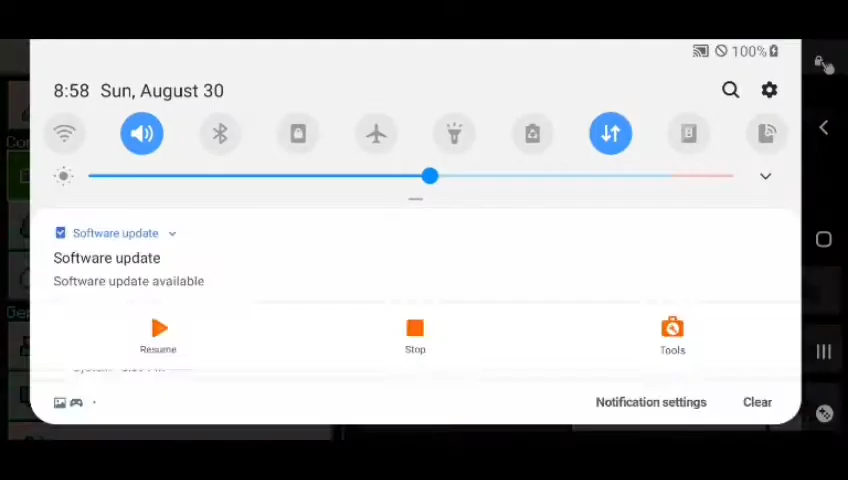 100%
8:58 Sun, August 30
Software update
Software update
Software update available
Resume Stop Tools
Notification settings Clear